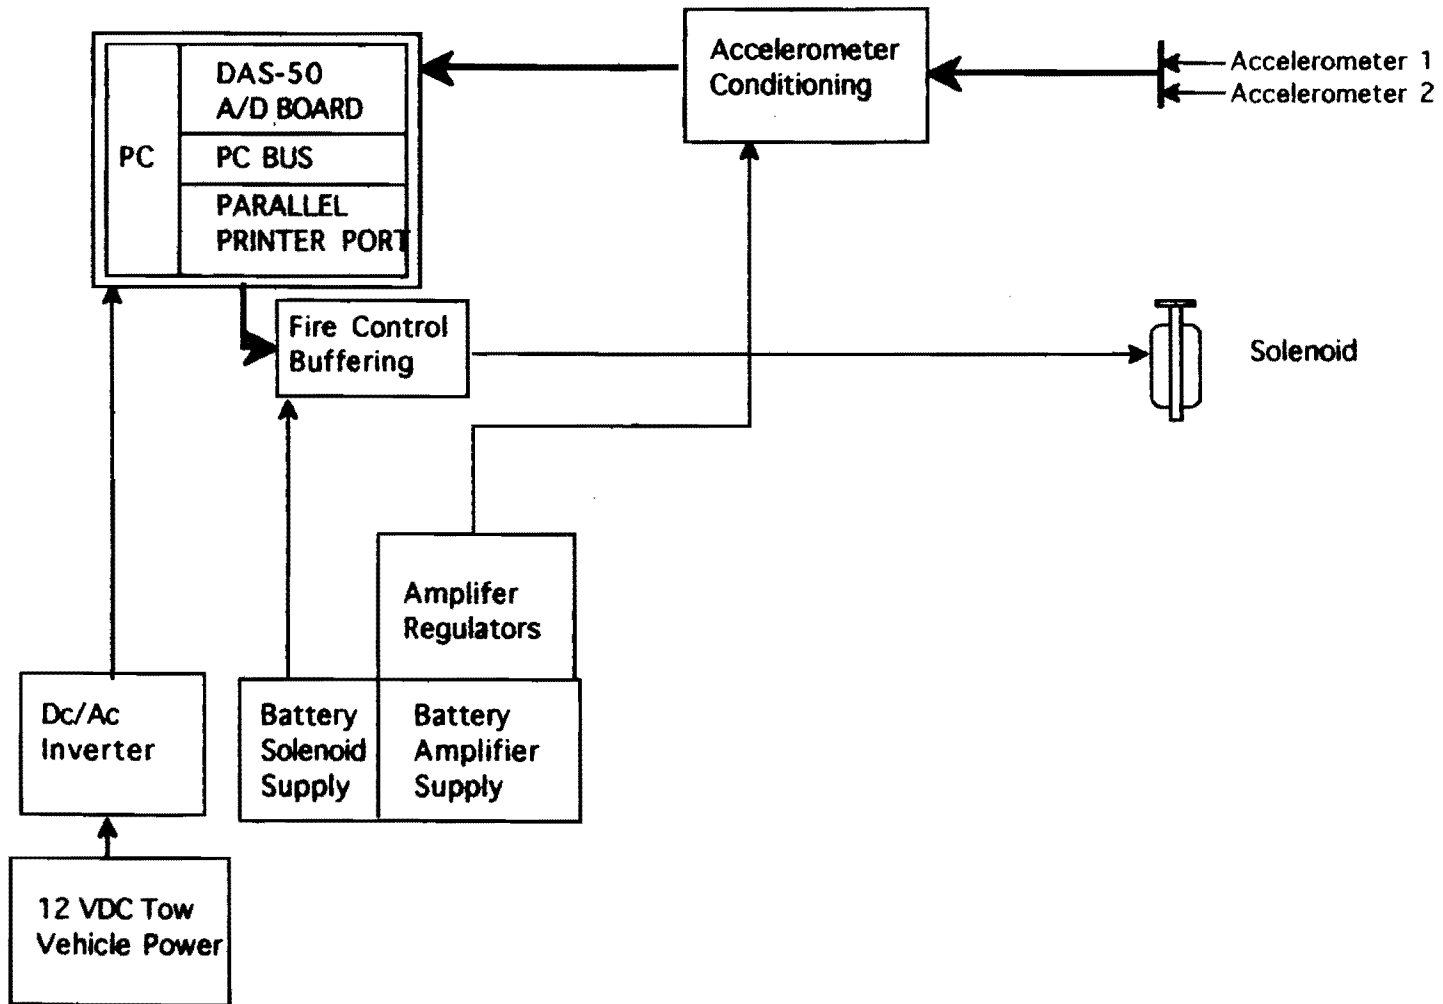 DAS-50
A/D BOARD
PC
PC BUS
PARALLEL
PRINTER PORT
Accelerometer
Conditioning
Accelerometer 1
Accelerometer 2
Fire Control
Buffering
Solenoid
Amplifer
Regulators
Dc/Ac
Inverter
Battery
Solenoid
Supply
Battery
Amplifier
Supply
12 VDC Tow
Vehicle Power